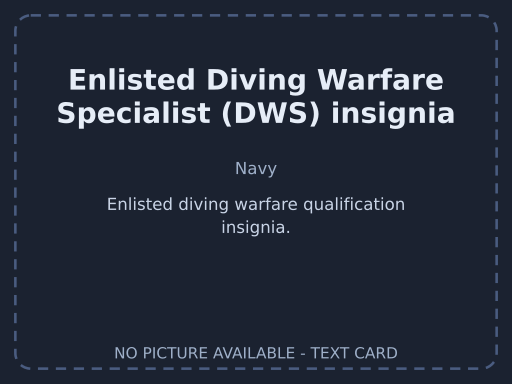 Enlisted Diving Warfare
Specialist (DWS) insignia
Navy
Enlisted diving warfare qualification
insignia.
NO PICTURE AVAILABLE - TEXT CARD